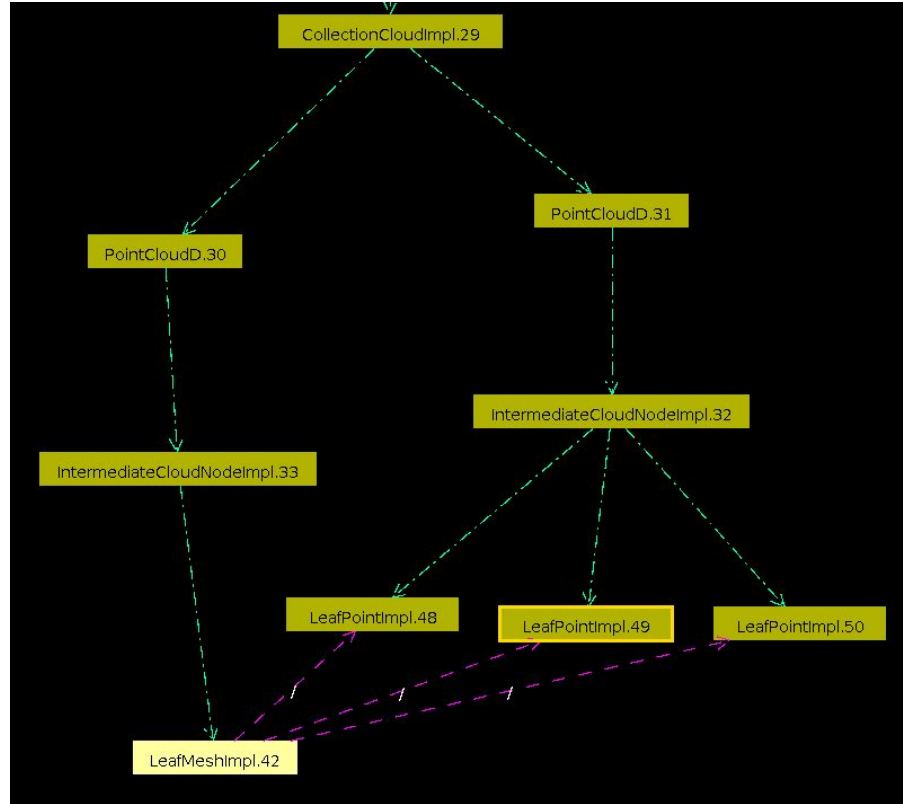 CollectionCloudImpl.29
PointCloudD.31
PointCloudD.30
IntermediateCloudNodeImpl.32
IntermediateCloudNodeImpl.33
LeafPointImpl.48
LeafPointImpl.49
LeafPointImpl.50
/ / /
LeafMeshImpl.42